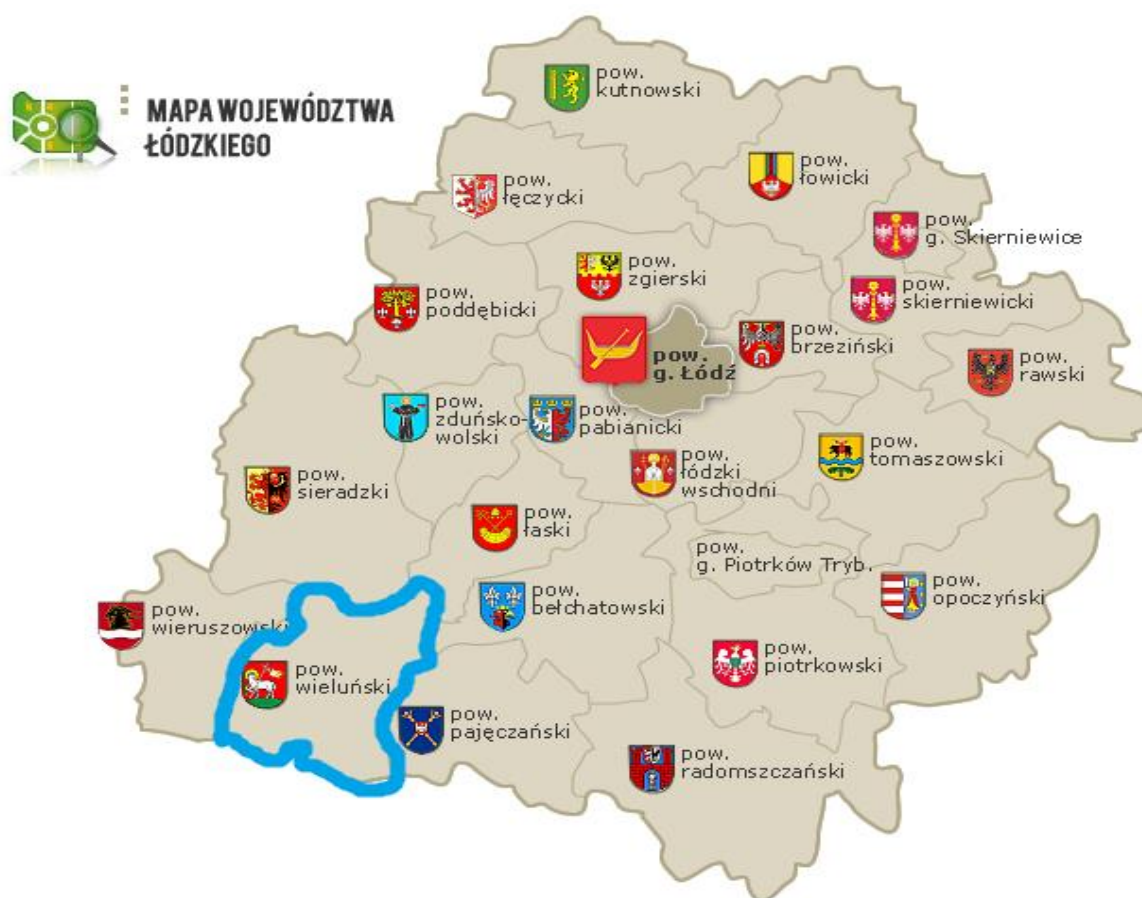 MAPA WOJEWÓDZTWA
ŁÓDZKIEGO
pow.
kutnowski
pow.
łowicki
pow.
łęczycki
pow.
g. Skierniewice
pow.
zgierski
pow.
skierniewicki
pow.
poddębicki
pow.
brzeziński
pow.
g. Łódź
pow.
rawski
pow.
zduńsko-
wolski
pow.
pabianicki
pow.
tomaszowski
pow.
łódzki
wschodni
pow.
sieradzki
pow.
łaski
pow.
g. Piotrków Tryb.
pow.
opoczyński
pow.
bełchatowski
pow.
wieruszowski
pow.
piotrkowski
pow.
wieluński
pow.
pajęczański
pow.
radomszczański